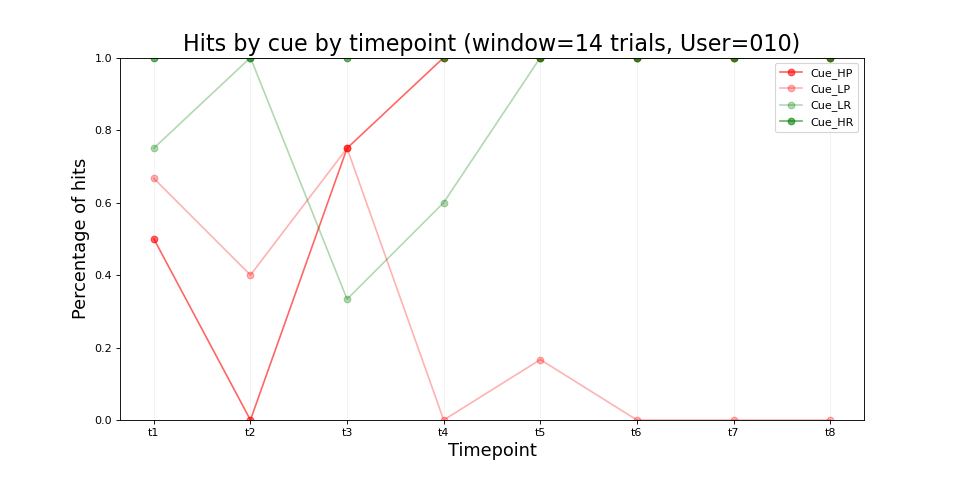 Hits by cue by timepoint (window=14 trials, User=010)
Percentage of hits
1.0
0.8
0.6
0.4
0.2
0.0
Cue_HP
Cue_LP
Cue_LR
Cue_HR
t1 t2 t3 t4 t5 t6 t7 t8
Timepoint